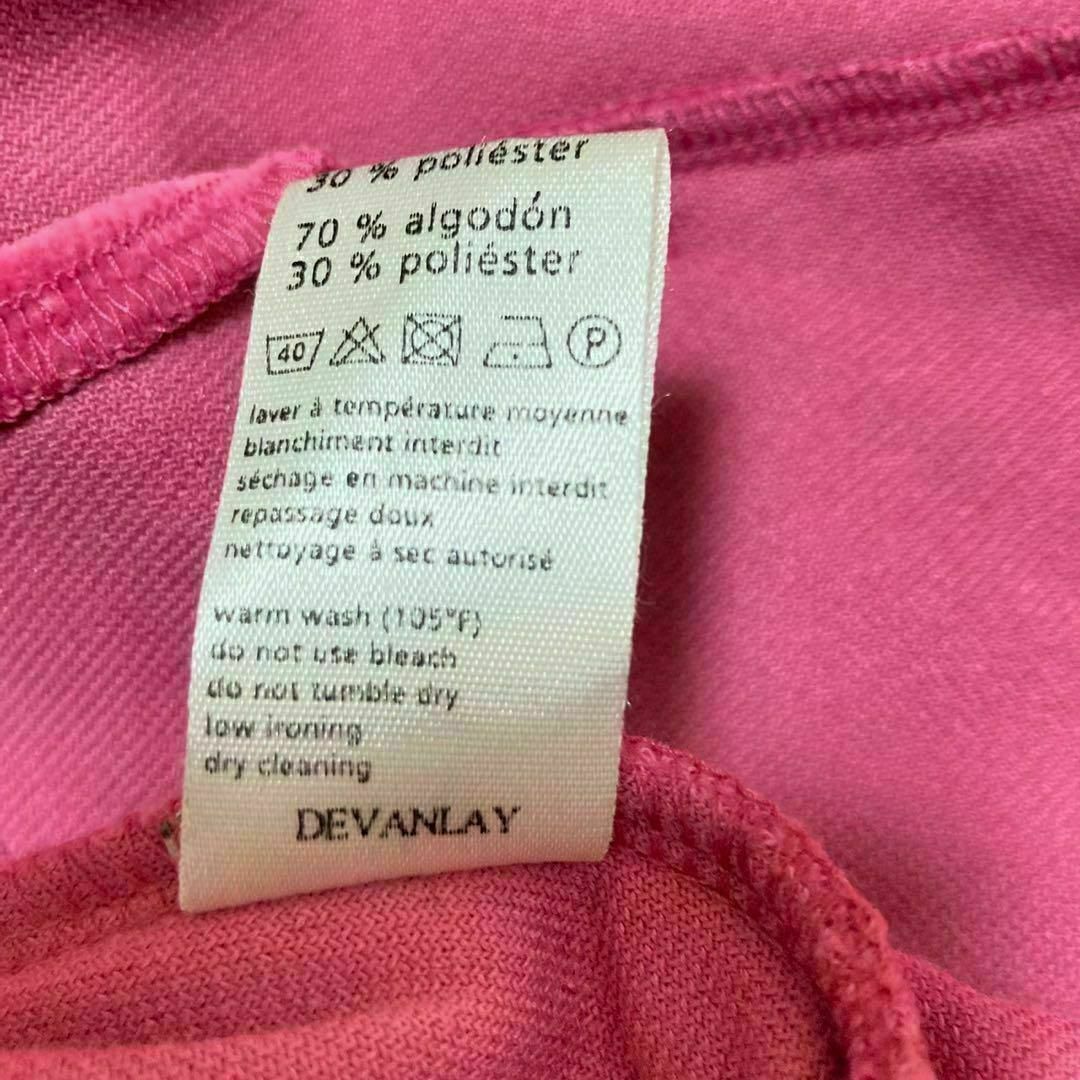 30 % poliéster
70 % algodón
30 % poliéster
40 P
laver à température moyenne
blanchiment interdit
séchage en machine interdit
repassage doux
nettoyage à sec autorisé
warm wash (105°F)
do not use bleach
do not tumble dry
low ironing
dry cleaning
DEVANLAY